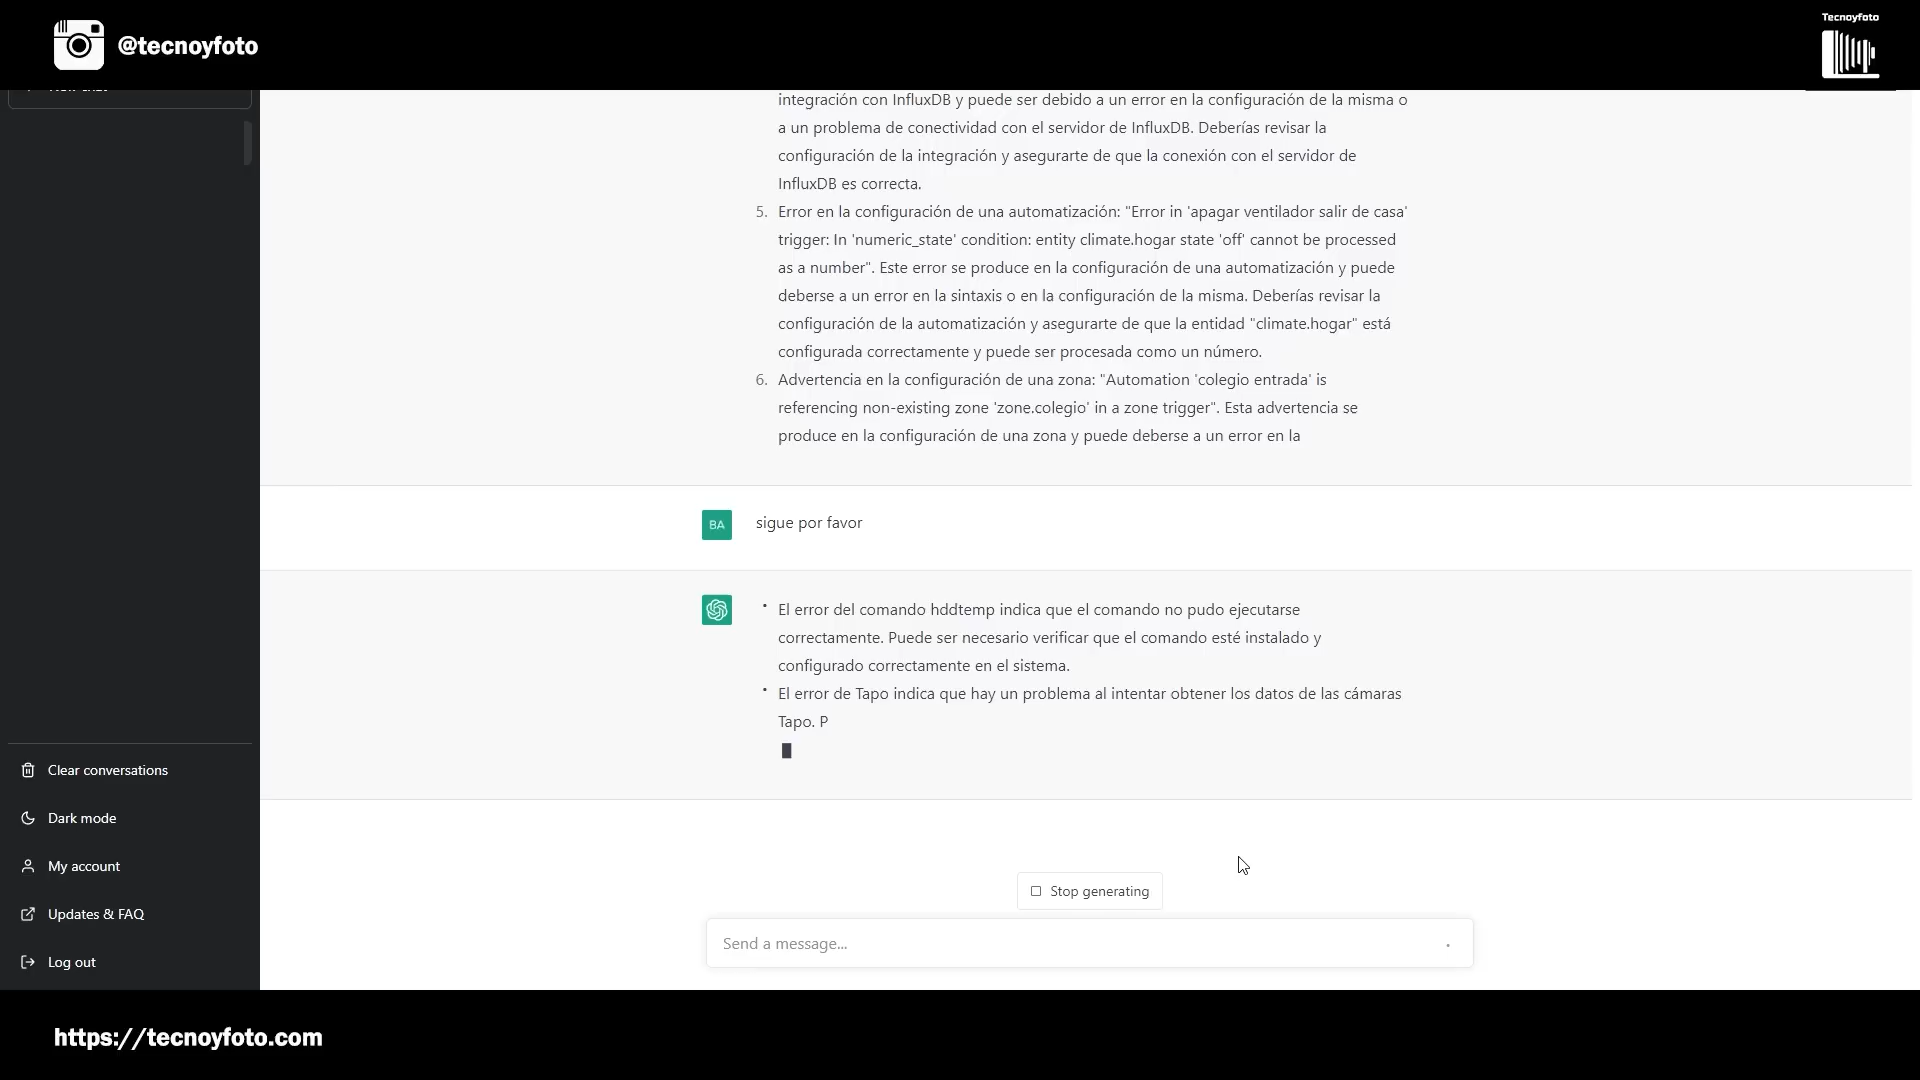 @tecnoyfoto
Tecnoyfoto
integración con InfluxDB y puede ser debido a un error en la configuración de la misma o
a un problema de conectividad con el servidor de InfluxDB. Deberías revisar la
configuración de la integración y asegurarte de que la conexión con el servidor de
InfluxDB es correcta.
5. Error en la configuración de una automatización: "Error in 'apagar ventilador salir de casa'
trigger: In 'numeric_state' condition: entity climate.hogar state 'off' cannot be processed
as a number". Este error se produce en la configuración de una automatización y puede
deberse a un error en la sintaxis o en la configuración de la misma. Deberías revisar la
configuración de la automatización y asegurarte de que la entidad "climate.hogar" está
configurada correctamente y puede ser procesada como un número.
6. Advertencia en la configuración de una zona: "Automation 'colegio entrada' is
referencing non-existing zone 'zone.colegio' in a zone trigger". Esta advertencia se
produce en la configuración de una zona y puede deberse a un error en la
BA
sigue por favor
• El error del comando hddtemp indica que el comando no pudo ejecutarse
correctamente. Puede ser necesario verificar que el comando esté instalado y
configurado correctamente en el sistema.
• El error de Tapo indica que hay un problema al intentar obtener los datos de las cámaras
Tapo. P
Clear conversations
Dark mode
My account
Updates & FAQ
Log out
Stop generating
Send a message...
https://tecnoyfoto.com